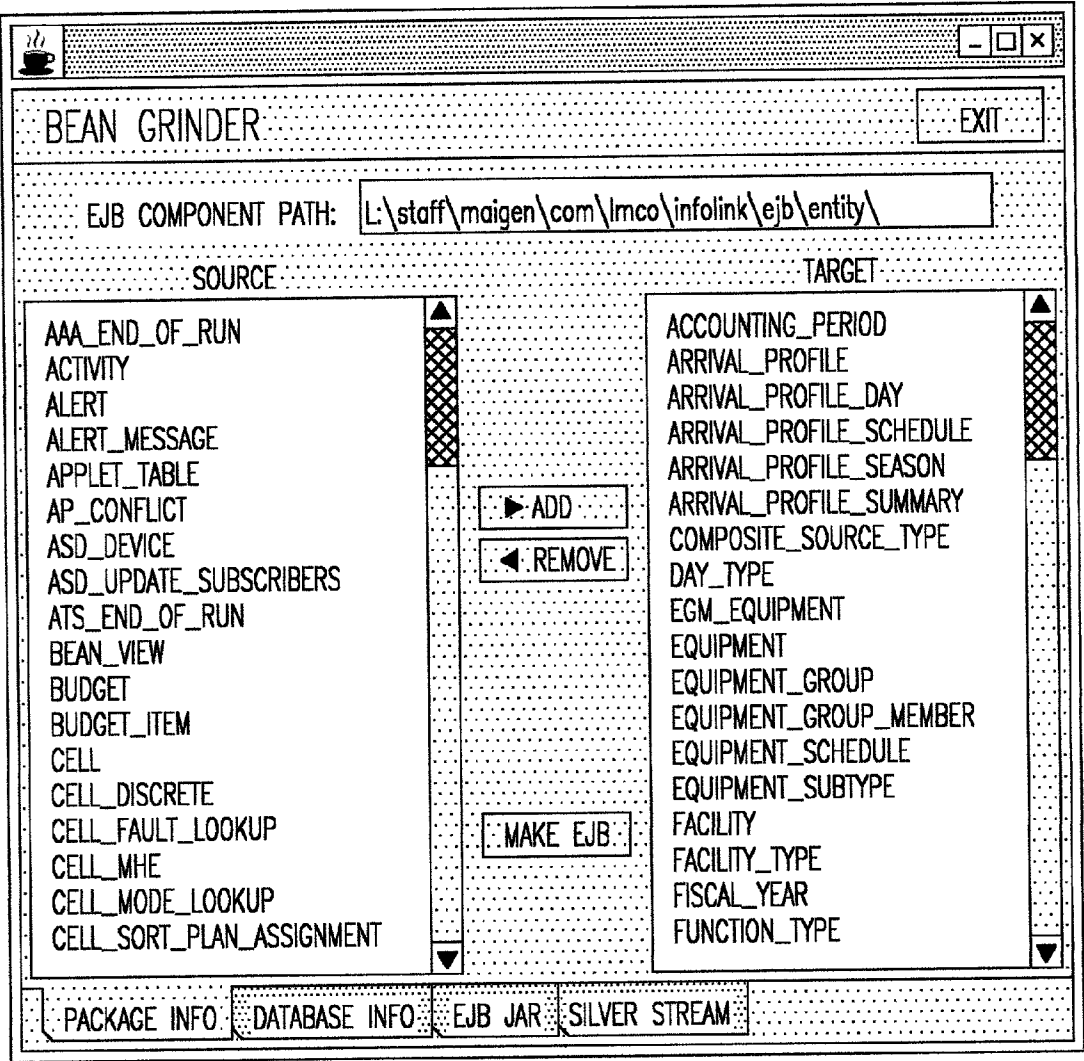 BEAN GRINDER
EXIT
EJB COMPONENT PATH: L:\staff\maigen\com\lmco\infolink\ejb\entity\
SOURCE
AAA_END_OF_RUN
ACTIVITY
ALERT
ALERT_MESSAGE
APPLET_TABLE
AP_CONFLICT
ASD_DEVICE
ASD_UPDATE_SUBSCRIBERS
ATS_END_OF_RUN
BEAN_VIEW
BUDGET
BUDGET_ITEM
CELL
CELL_DISCRETE
CELL_FAULT_LOOKUP
CELL_MHE
CELL_MODE_LOOKUP
CELL_SORT_PLAN_ASSIGNMENT
ADD
REMOVE
MAKE EJB
TARGET
ACCOUNTING_PERIOD
ARRIVAL_PROFILE
ARRIVAL_PROFILE_DAY
ARRIVAL_PROFILE_SCHEDULE
ARRIVAL_PROFILE_SEASON
ARRIVAL_PROFILE_SUMMARY
COMPOSITE_SOURCE_TYPE
DAY_TYPE
EGM_EQUIPMENT
EQUIPMENT
EQUIPMENT_GROUP
EQUIPMENT_GROUP_MEMBER
EQUIPMENT_SCHEDULE
EQUIPMENT_SUBTYPE
FACILITY
FACILITY_TYPE
FISCAL_YEAR
FUNCTION_TYPE
PACKAGE INFO DATABASE INFO EJB JAR SILVER STREAM